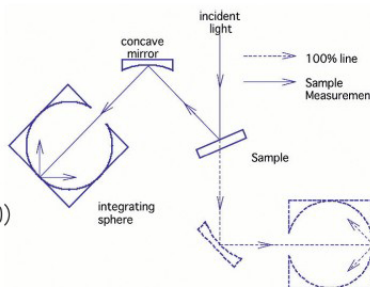 incident
light
concave
mirror
100% line
Sample
Measuremen
Sample
integrating
sphere
))